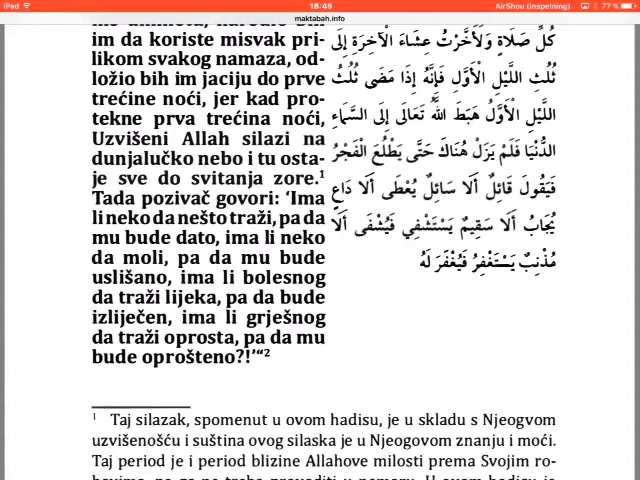 iPad 18:45 AirShou (inspelning) 77 %
maktabah.info
im da koriste misvak pri-
likom svakog namaza, od-
ložio bih im jaciju do prve
trećine noći, jer kad pro-
tekne prva trećina noći,
Uzvišeni Allah silazi na
dunjalučko nebo i tu osta-
je sve do svitanja zore.1
Tada pozivač govori: ‘Ima
li neko da nešto traži, pa da
mu bude dato, ima li neko
da moli, pa da mu bude
uslišano, ima li bolesnog
da traži lijeka, pa da bude
izliječen, ima li grješnog
da traži oprosta, pa da mu
bude oprošteno?!’“2
كُلِّ صَلَاةٍ وَلَأَخَّرْتُ عِشَاءَ الْآخِرَةِ إِلَى
ثُلُثِ اللَّيْلِ الْأَوَّلِ فَإِنَّهُ إِذَا مَضَى ثُلُثُ
اللَّيْلِ الْأَوَّلُ هَبَطَ اللَّهُ تَعَالَى إِلَى السَّمَاءِ
الدُّنْيَا فَلَمْ يَزَلْ هُنَاكَ حَتَّى يَطْلُعَ الْفَجْرُ
فَيَقُولَ قَائِلٌ أَلَا سَائِلٌ يُعْطَى أَلَا دَاعٍ
يُجَابُ أَلَا سَقِيمٌ يَسْتَشْفِي فَيُشْفَى أَلَا
مُذْنِبٌ يَسْتَغْفِرُ فَيُغْفَرَ لَهُ
1 Taj silazak, spomenut u ovom hadisu, je u skladu s Njeogvom
uzvišenošću i suština ovog silaska je u Njeogovom znanju i moći.
Taj period je i period blizine Allahove milosti prema Svojim ro-